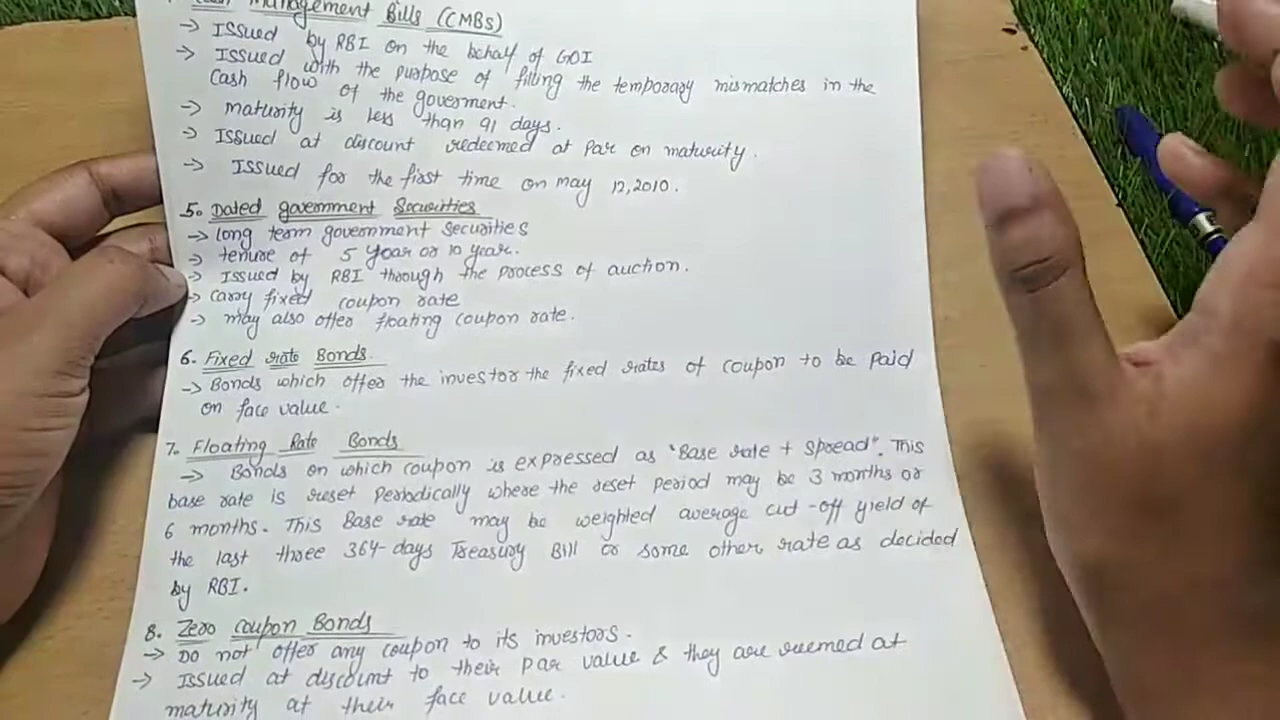 Management Bills (CMBs)
→ Issued by RBI on the behalf of GOI
→ Issued with the purpose of filling the temporary mismatches in the
Cash flow of the goverment.
→ maturity is less than 91 days.
→ Issued at discount redeemed at par on maturity.
→ Issued for the first time on may 12,2010.
5. Dated government Securities
→ long term government securities
→ tenure of 5 year or 10 year.
→ Issued by RBI through the process of auction.
→ carry fixed coupon rate
→ may also offer floating coupon rate.
6. Fixed rate Bonds.
→ Bonds which offer the investor the fixed rates of coupon to be paid
on face value.
7. Floating Rate Bonds
→ Bonds on which coupon is expressed as "Base rate + spread". This
base rate is reset periodically where the reset period may be 3 months or
6 months. This Base rate may be weighted average cut-off yield of
the last three 364-days Treasury Bill or some other rate as decided
by RBI.
8. Zero coupon Bonds
→ Do not offer any coupon to its investors.
→ Issued at discount to their par value & they are reemed at
maturity at their face value.